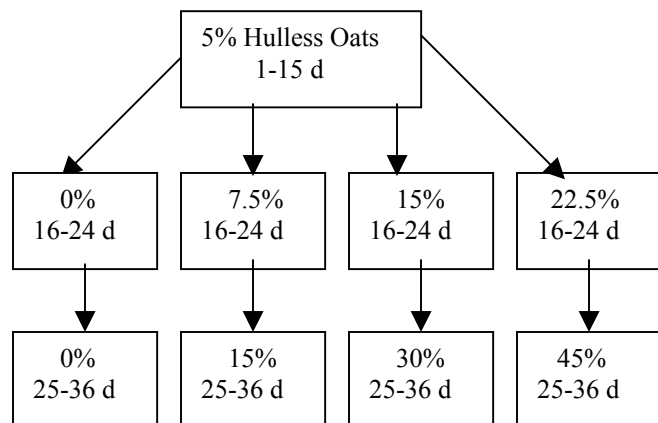 5% Hulless Oats
1-15 d
0%
16-24 d
7.5%
16-24 d
15%
16-24 d
22.5%
16-24 d
0%
25-36 d
15%
25-36 d
30%
25-36 d
45%
25-36 d